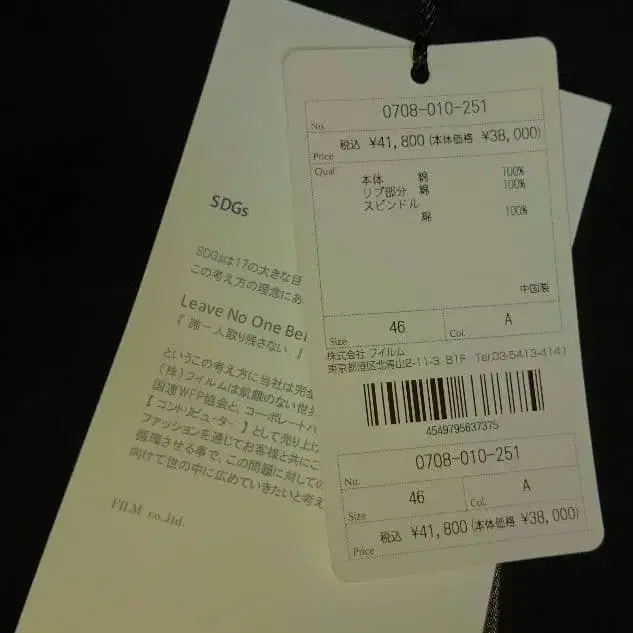 SDGs
SDGsは17の大きな目
この考え方の理念にあ
Leave No One Be
『 誰一人取り残さない 』
というこの考え方に当社は完全
(株)フイルムは飢餓のない世界
国連WFP協会と、コーポレートパ
【 コントリビューター 】として売り上げ
ファッションを通じてお客様と共にこ
循環させる事で、この問題に対しての
向けて世の中に広めていきたいと考え
FILM co.,ltd.
No. 0708-010-251
Price 税込 ¥41,800 (本体価格 ¥38,000)
Qual 本体 綿 100%
リブ部分 綿 100%
スピンドル
綿 100%
中国製
Size 46 Col. A
株式会社 フイルム
東京都港区北青山2-11-3 B1F Tel.03-5413-4141
4549795637375
No. 0708-010-251
Size 46 Col. A
Price 税込 ¥41,800 (本体価格 ¥38,000)